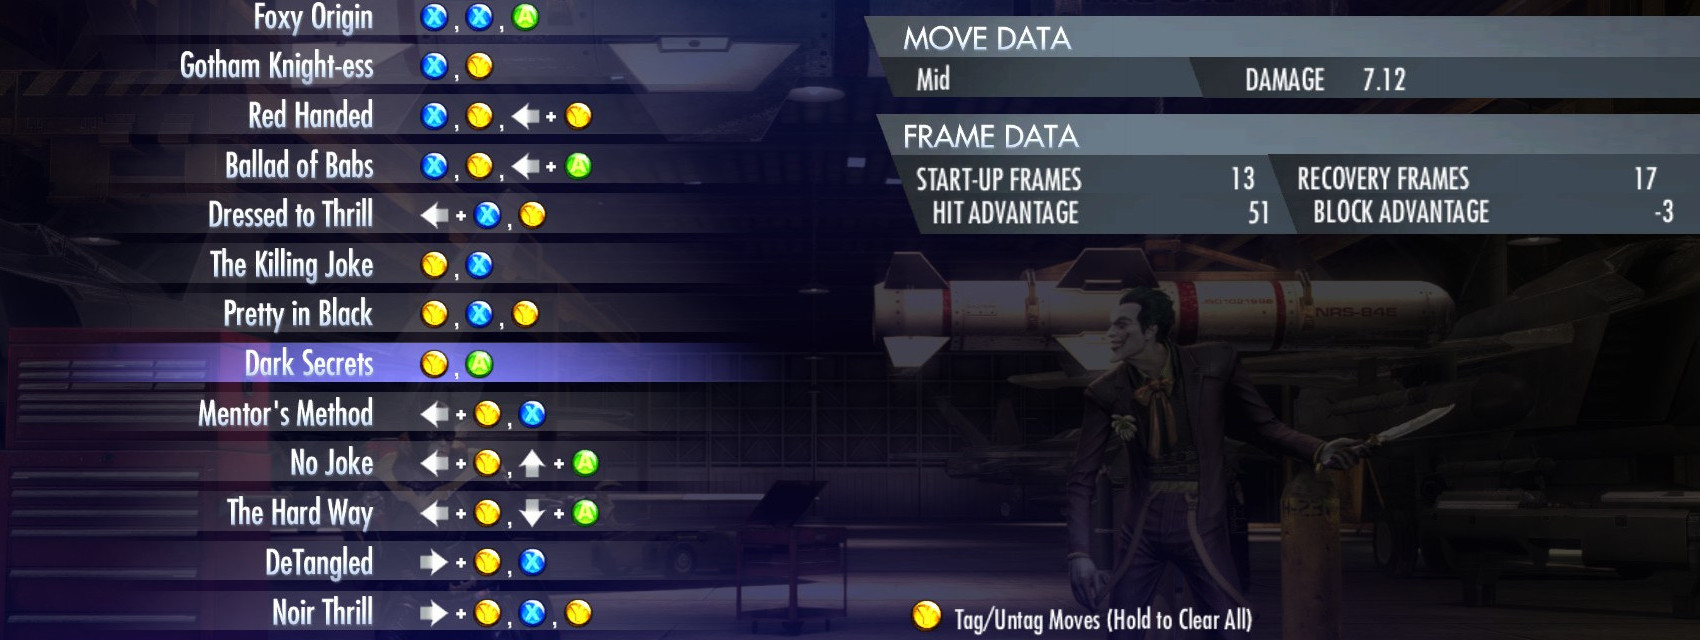 Foxy Origin X , X , A
Gotham Knight-ess X , Y
Red Handed X , Y , + Y
Ballad of Babs X , Y , + A
Dressed to Thrill + X , Y
The Killing Joke Y , X
Pretty in Black Y , X , Y
Dark Secrets Y , A
Mentor's Method + Y , X
No Joke + Y , + A
The Hard Way + Y , + A
DeTangled + Y , X
Noir Thrill + Y , X , Y
MOVE DATA
Mid DAMAGE 7.12
FRAME DATA
START-UP FRAMES 13 RECOVERY FRAMES 17
HIT ADVANTAGE 51 BLOCK ADVANTAGE -3
NRS-84E
Y Tag/Untag Moves (Hold to Clear All)